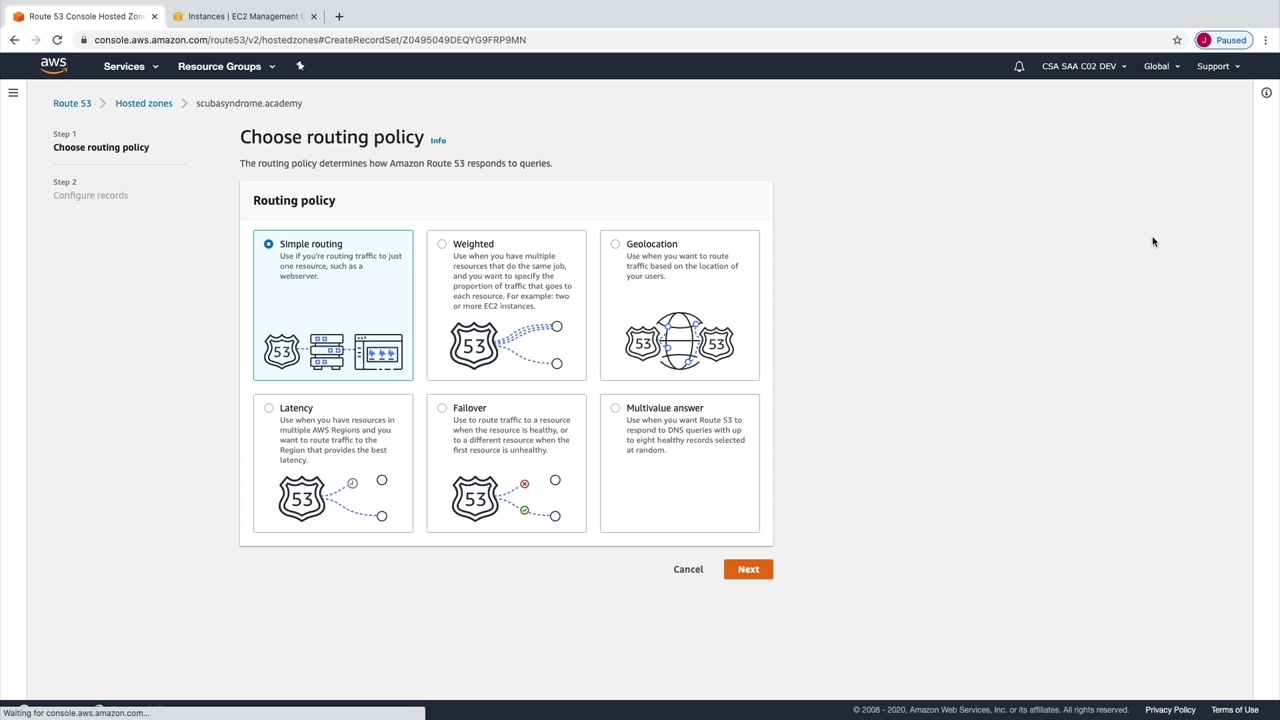 Route 53 Console Hosted Zon
Instances | EC2 Management C
console.aws.amazon.com/route53/v2/hostedzones#CreateRecordSet/Z0495049DEQYG9FRP9MN
J
Paused
aws
Services
Resource Groups
CSA SAA C02 DEV
Global
Support
Route 53
Hosted zones
scubasyndrome.academy
Step 1
Choose routing policy
Step 2
Configure records
Choose routing policy
Info
The routing policy determines how Amazon Route 53 responds to queries.
Routing policy
Simple routing
Use if you're routing traffic to just
one resource, such as a
webserver.
53
Weighted
Use when you have multiple
resources that do the same job,
and you want to specify the
proportion of traffic that goes to
each resource. For example: two
or more EC2 instances.
53
Geolocation
Use when you want to route
traffic based on the location of
your users.
53
53
Latency
Use when you have resources in
multiple AWS Regions and you
want to route traffic to the
Region that provides the best
latency.
53
Failover
Use to route traffic to a resource
when the resource is healthy, or
to a different resource when the
first resource is unhealthy.
53
Multivalue answer
Use when you want Route 53 to
respond to DNS queries with up
to eight healthy records selected
at random.
Cancel
Next
Waiting for console.aws.amazon.com...
© 2008 - 2020, Amazon Web Services, Inc. or its affiliates. All rights reserved.
Privacy Policy
Terms of Use